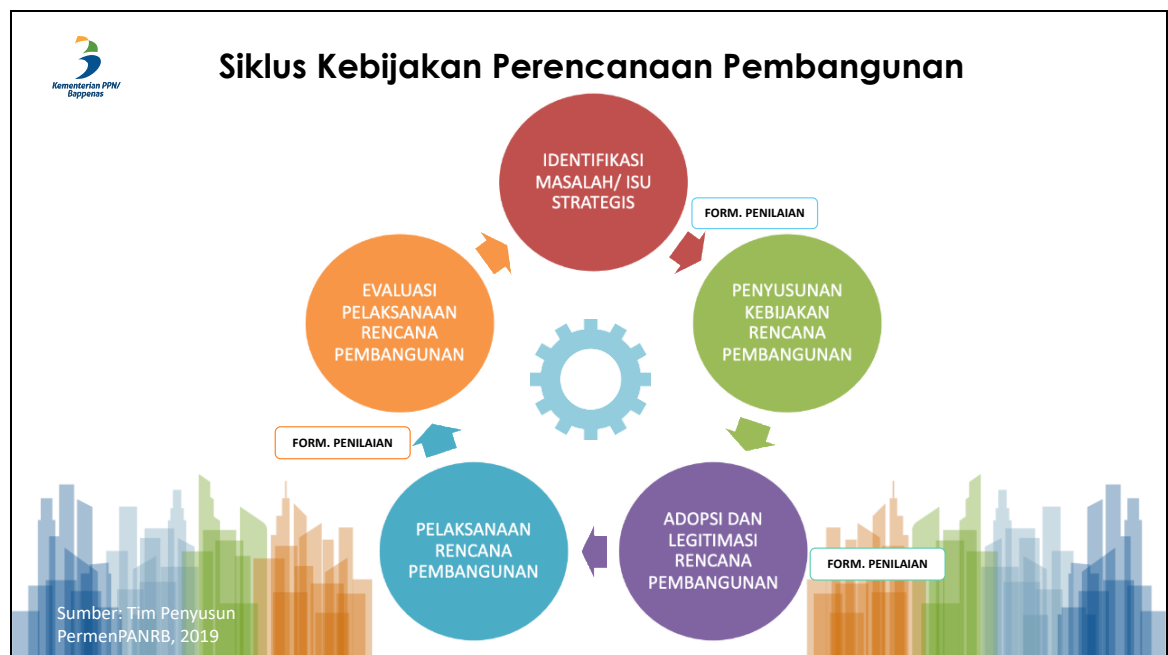 Kementerian PPN/
Bappenas
Siklus Kebijakan Perencanaan Pembangunan
IDENTIFIKASI
MASALAH/ ISU
STRATEGIS
FORM. PENILAIAN
PENYUSUNAN
KEBIJAKAN
RENCANA
PEMBANGUNAN
ADOPSI DAN
LEGITIMASI
RENCANA
PEMBANGUNAN
FORM. PENILAIAN
PELAKSANAAN
RENCANA
PEMBANGUNAN
FORM. PENILAIAN
EVALUASI
PELAKSANAAN
RENCANA
PEMBANGUNAN
Sumber: Tim Penyusun
PermenPANRB, 2019